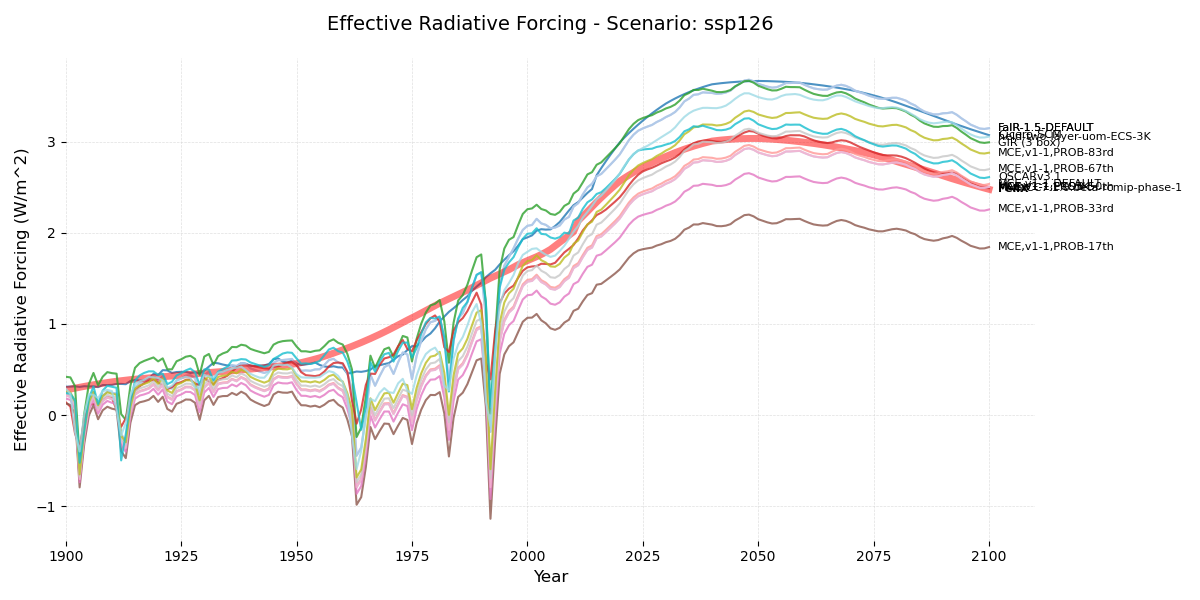 Effective Radiative Forcing - Scenario: ssp126
Effective Radiative Forcing (W/m^2)
3
2
1
0
−1
1900
1925
1950
1975
2000
2025
2050
2075
2100
Year
FaIR-1.5-DEFAULT
GIR (3 box)
MCE,v1-1,PROB-83rd
MCE,v1-1,PROB-67th
OSCARv3.1
MCE,v1-1,PROB-33rd
MCE,v1-1,PROB-17th